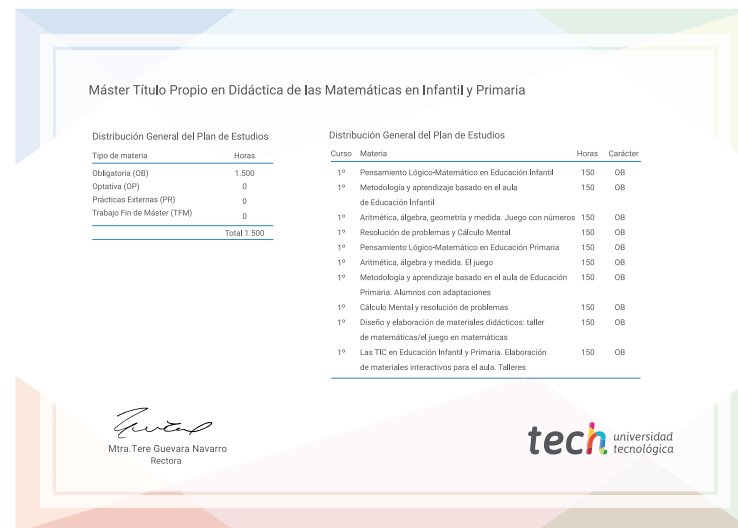 Máster Título Propio en Didáctica de las Matemáticas en Infantil y Primaria
Distribución General del Plan de Estudios
Tipo de materia Horas
Obligatoria (OB) 1.500
Optativa (OP) 0
Prácticas Externas (PR) 0
Trabajo Fin de Máster (TFM) 0
Total 1.500
Distribución General del Plan de Estudios
Curso Materia Horas Carácter
1º Pensamiento Lógico-Matemático en Educación Infantil 150 OB
1º Metodología y aprendizaje basado en el aula 150 OB
de Educación Infantil
1º Aritmética, álgebra, geometría y medida. Juego con números 150 OB
1º Resolución de problemas y Cálculo Mental 150 OB
1º Pensamiento Lógico-Matemático en Educación Primaria 150 OB
1º Aritmética, álgebra y medida. El juego 150 OB
1º Metodología y aprendizaje basado en el aula de Educación 150 OB
Primaria. Alumnos con adaptaciones
1º Cálculo Mental y resolución de problemas 150 OB
1º Diseño y elaboración de materiales didácticos: taller 150 OB
de matemáticas/el juego en matemáticas
1º Las TIC en Educación Infantil y Primaria. Elaboración 150 OB
de materiales interactivos para el aula. Talleres
Mtra.Tere Guevara Navarro
Rectora
tech universidad
tecnológica